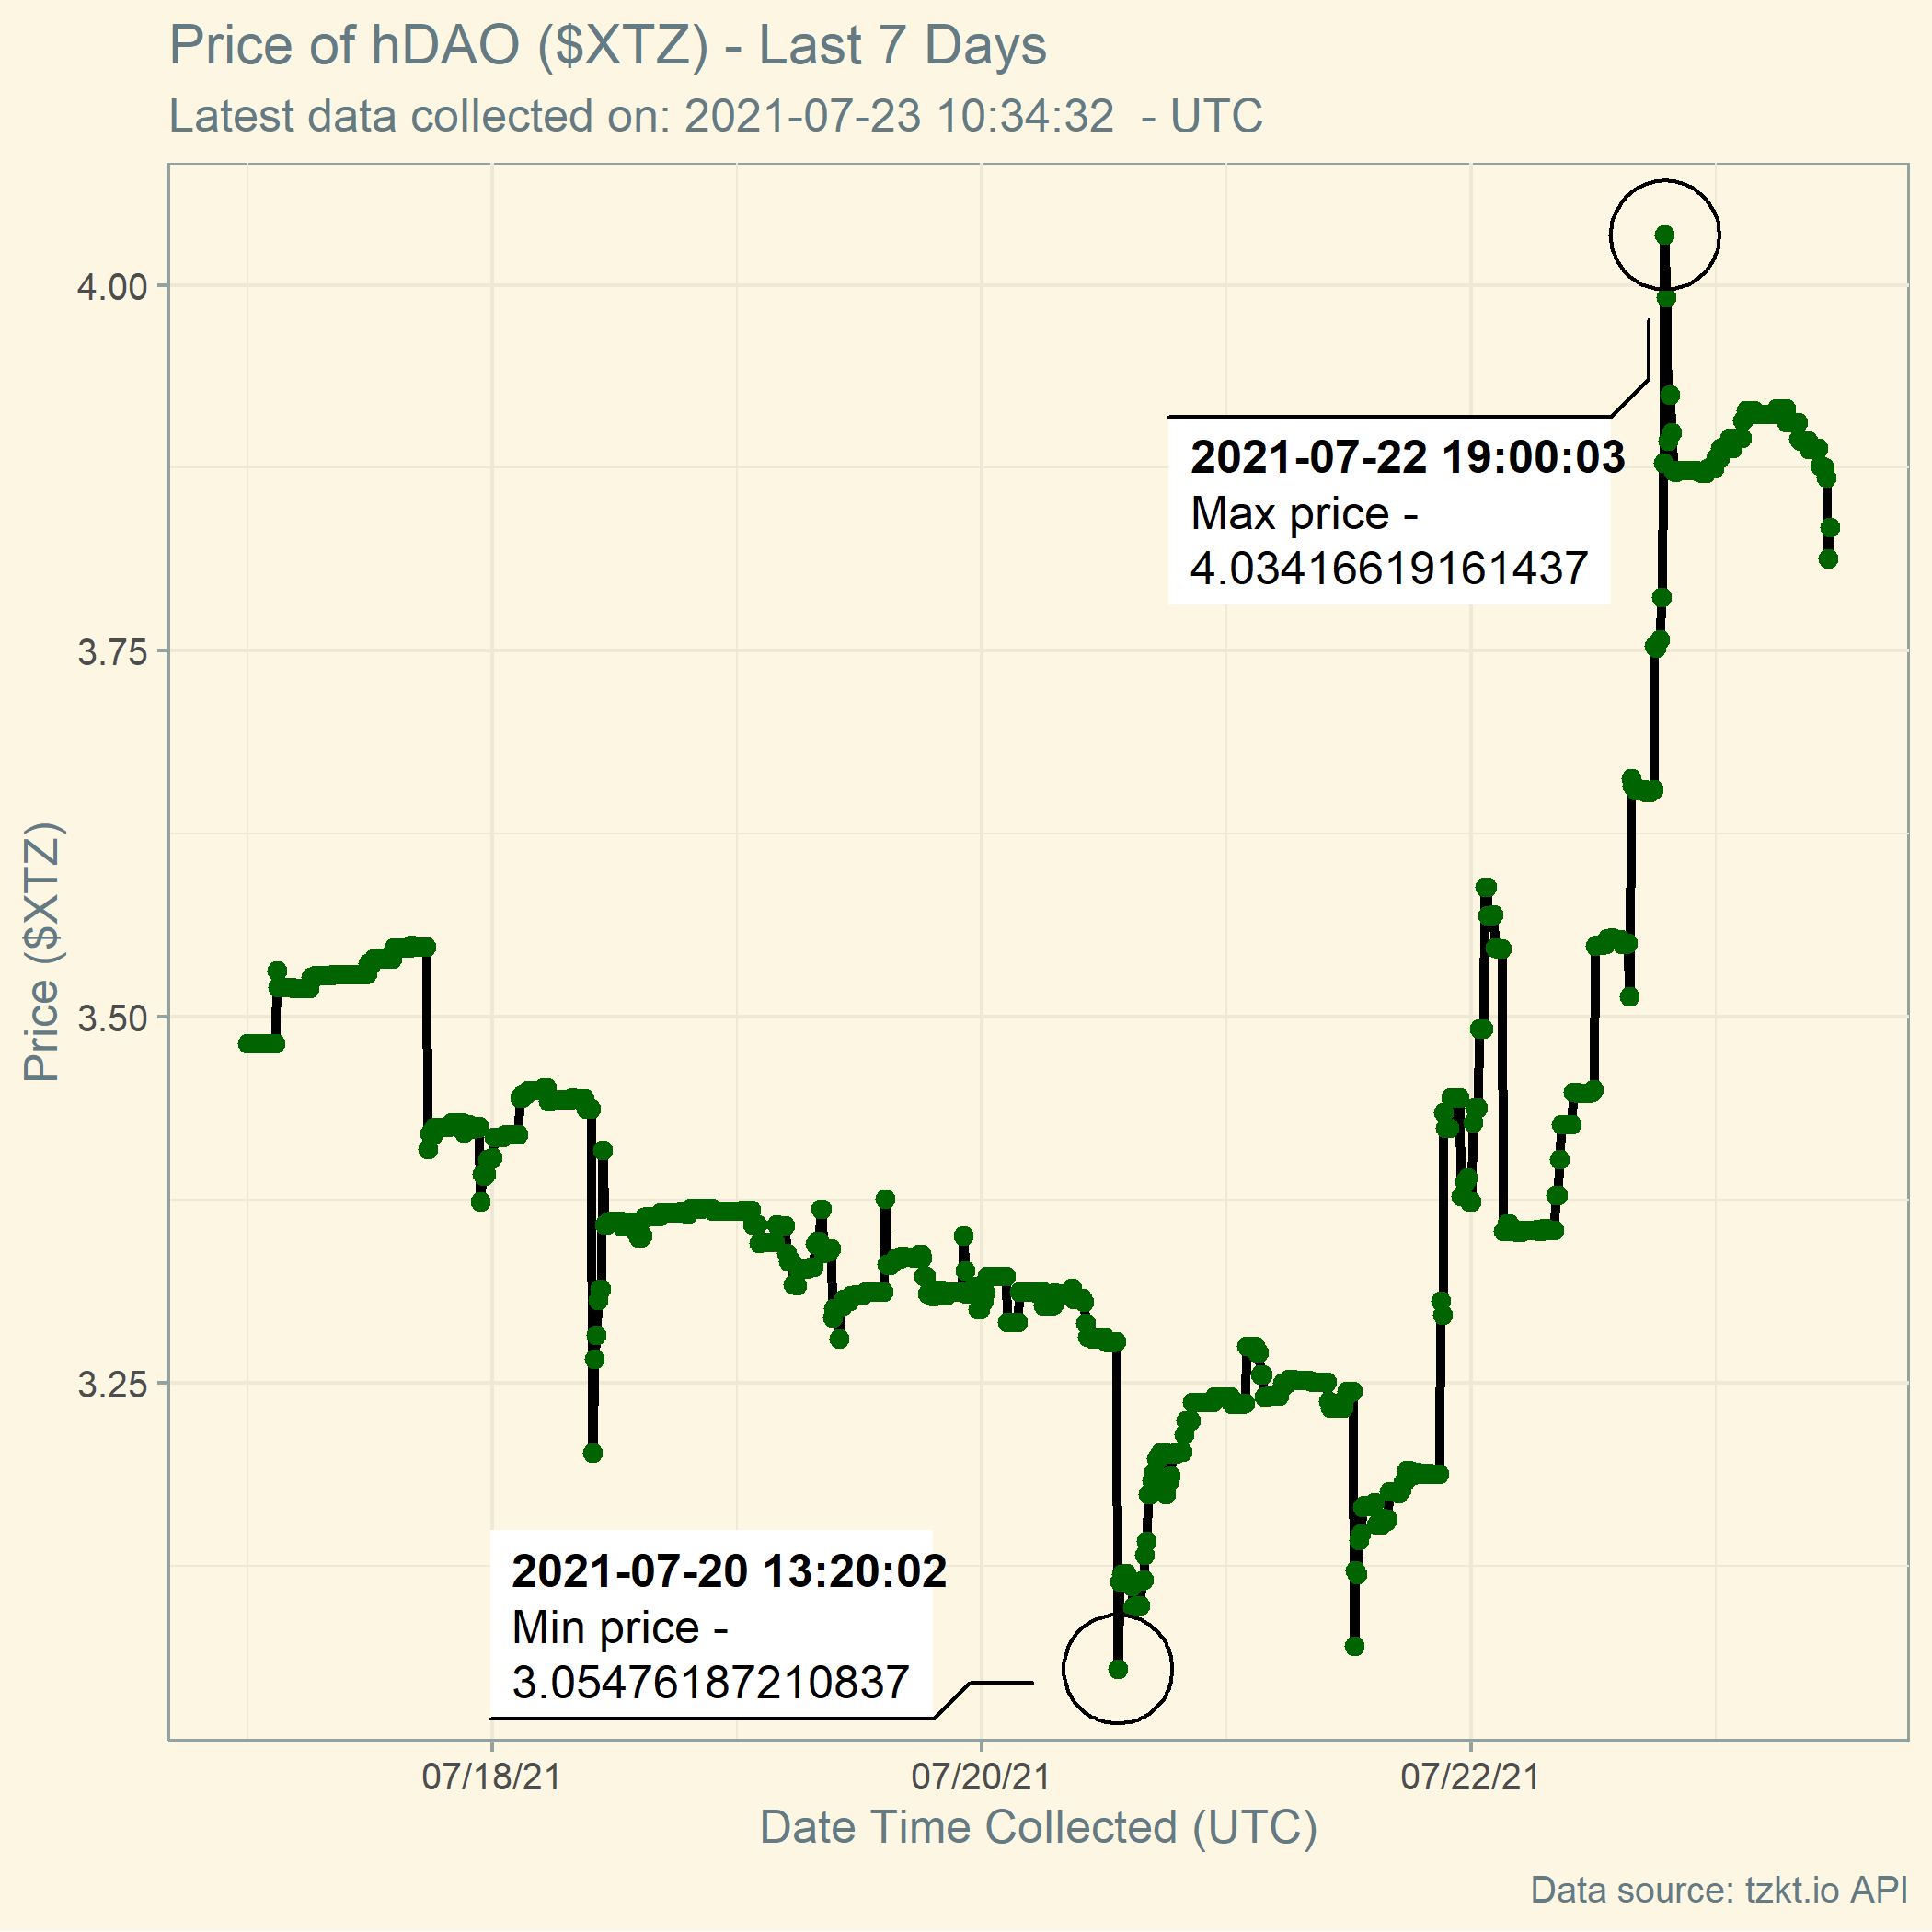 Price of hDAO ($XTZ) - Last 7 Days
Latest data collected on: 2021-07-23 10:34:32  - UTC
4.00
3.75
3.50
3.25
Price ($XTZ)
2021-07-22 19:00:03
Max price -
4.03416619161437
2021-07-20 13:20:02
Min price -
3.05476187210837
07/18/21
07/20/21
07/22/21
Date Time Collected (UTC)
Data source: tzkt.io API